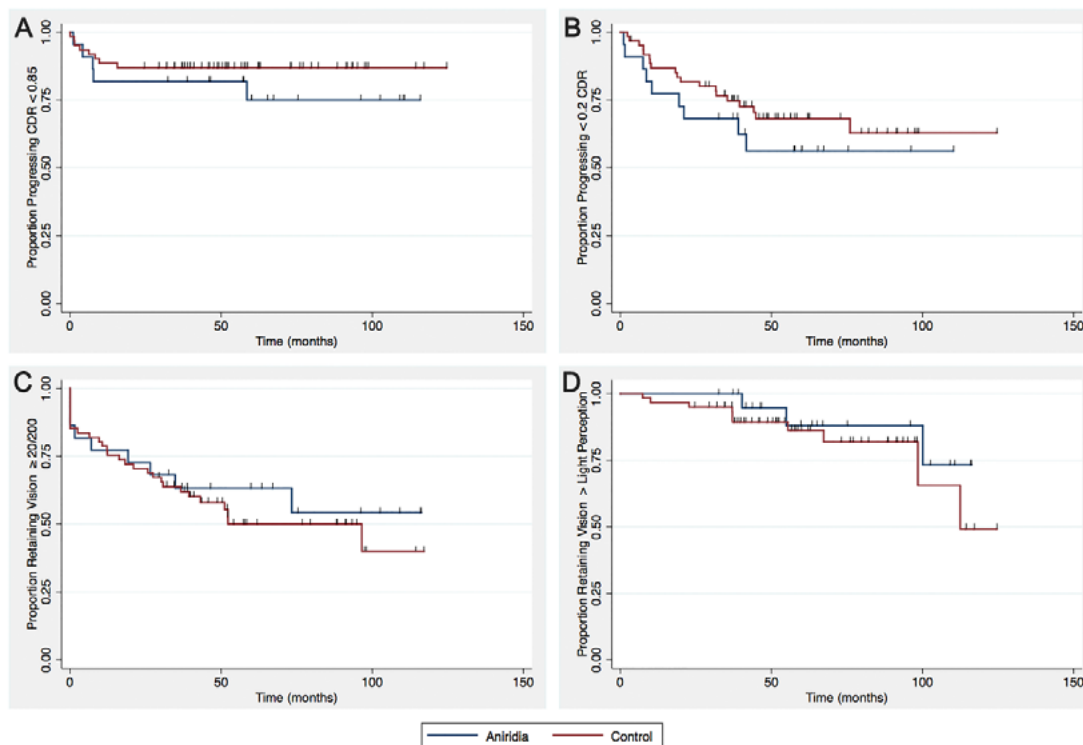 A
Proportion Progressing CDR < 0.85
1.00
0.75
0.50
0.25
0.00
0
50
100
150
Time (months)
B
Proportion Progressing < 0.2 CDR
1.00
0.75
0.50
0.25
0.00
0
50
100
150
Time (months)
C
Proportion Retaining Vision ≥ 20/200
1.00
0.75
0.50
0.25
0.00
0
50
100
150
Time (months)
D
Proportion Retaining Vision > Light Perception
1.00
0.75
0.50
0.25
0.00
0
50
100
150
Time (months)
Aniridia
Control